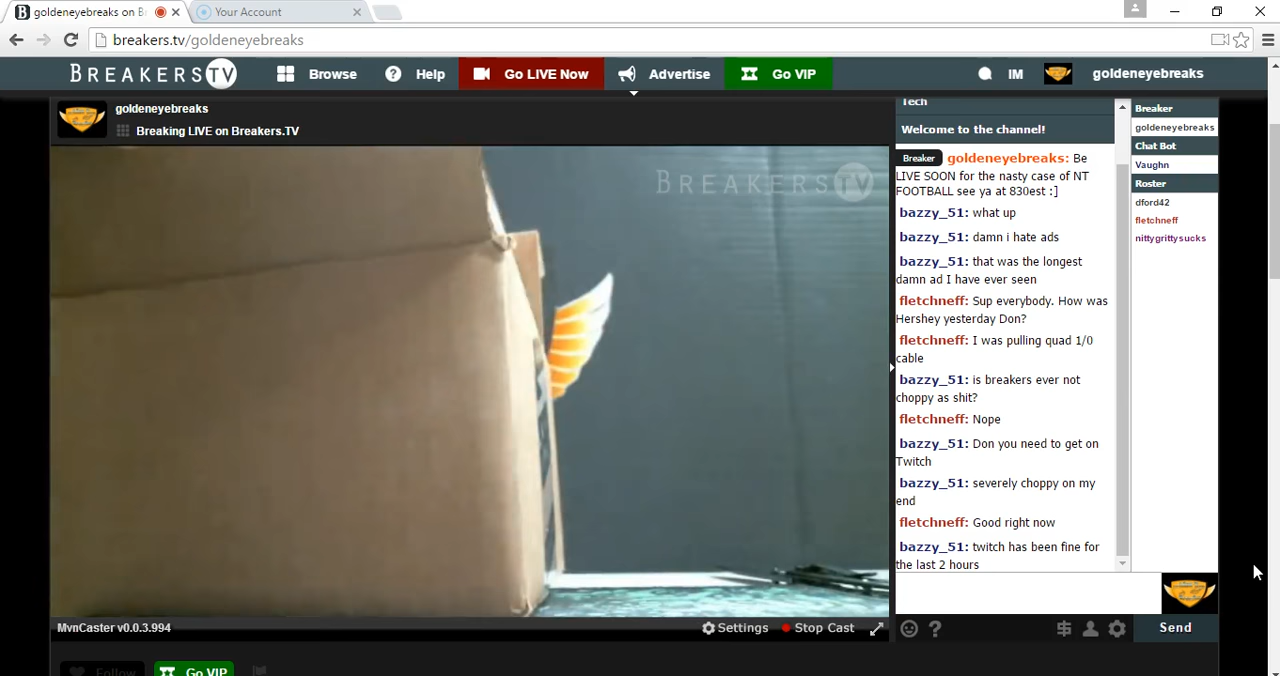 goldeneyebreaks on B
Your Account
breakers.tv/goldeneyebreaks
BREAKERSTV
Browse
Help
Go LIVE Now
Advertise
Go VIP
IM
goldeneyebreaks
goldeneyebreaks
Breaking LIVE on Breakers.TV
BREAKERSTV
MvnCaster v0.0.3.994
Settings
Stop Cast
Follow
Go VIP
Tech
Welcome to the channel!
Breaker goldeneyebreaks: Be
LIVE SOON for the nasty case of NT
FOOTBALL see ya at 830est :]
bazzy_51: what up
bazzy_51: damn i hate ads
bazzy_51: that was the longest
damn ad I have ever seen
fletchneff: Sup everybody. How was
Hershey yesterday Don?
fletchneff: I was pulling quad 1/0
cable
bazzy_51: is breakers ever not
choppy as shit?
fletchneff: Nope
bazzy_51: Don you need to get on
Twitch
bazzy_51: severely choppy on my
end
fletchneff: Good right now
bazzy_51: twitch has been fine for
the last 2 hours
Send
Breaker
goldeneyebreaks
Chat Bot
Vaughn
Roster
dford42
fletchneff
nittygrittysucks